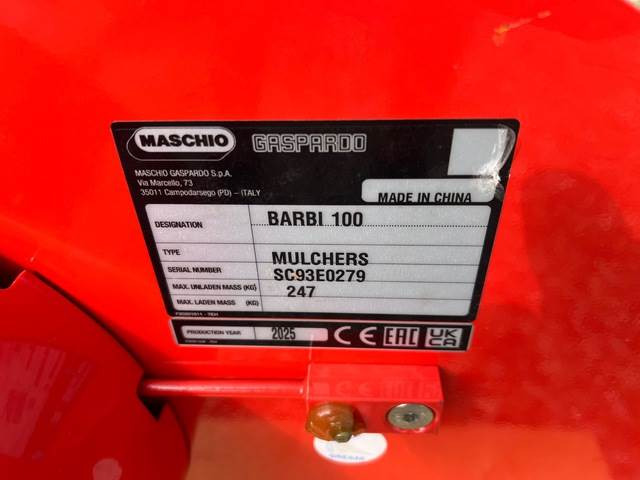 MASCHIO GASPARDO
MASCHIO GASPARDO S.p.A.
Via Marcello, 73
35011 Campodarsego (PD) – ITALY
MADE IN CHINA
DESIGNATION BARBI 100
TYPE MULCHERS
SERIAL NUMBER SC93E0279
MAX. UNLADEN MASS (KG) 247
MAX. LADEN MASS (KG)
PRODUCTION YEAR 2025 CE EAC UK
CA